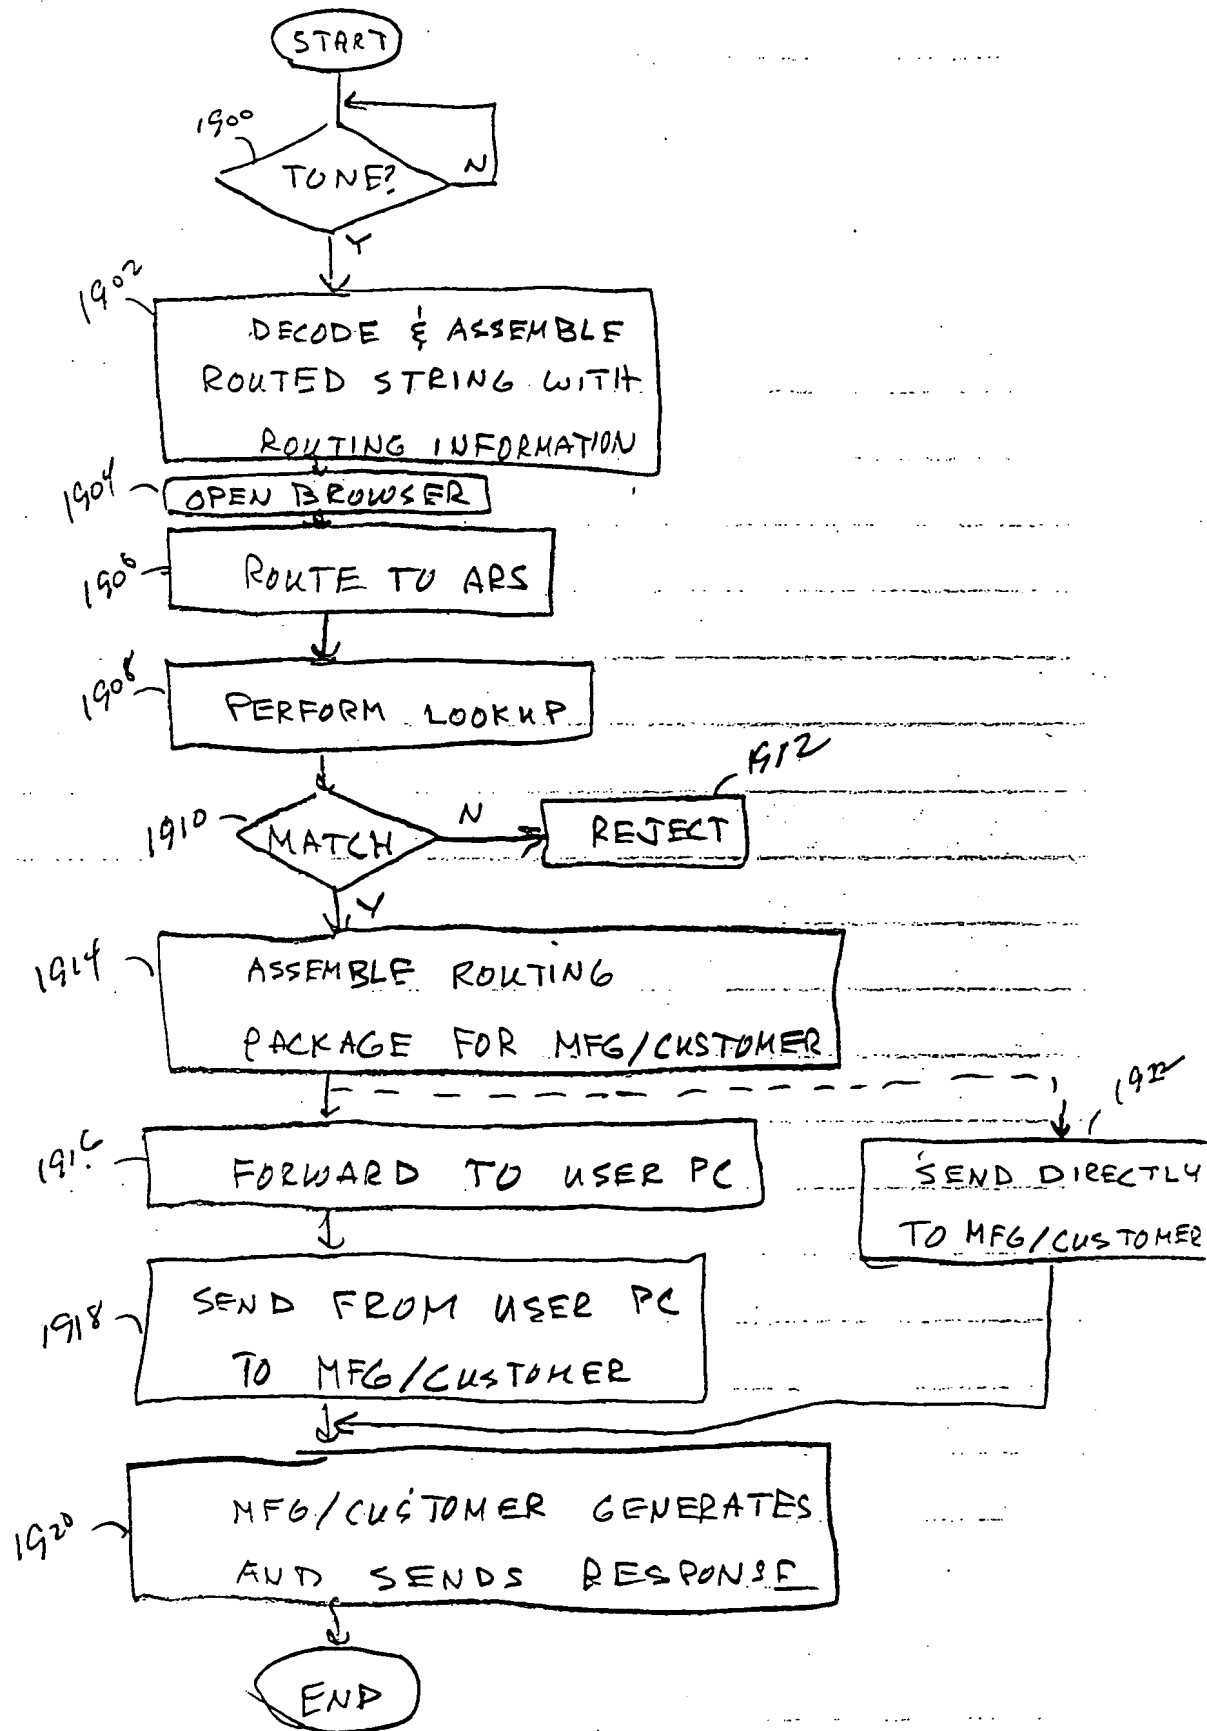 START
1900
TONE?
N
Y
1902
DECODE & ASSEMBLE
ROUTED STRING WITH
ROUTING INFORMATION
1904
OPEN BROWSER
1906
ROUTE TO ARS
1908
PERFORM LOOKUP
1912
1910
MATCH
N
REJECT
Y
1914
ASSEMBLE ROUTING
PACKAGE FOR MFG/CUSTOMER
1922
1916
FORWARD TO USER PC
SEND DIRECTLY
TO MFG/CUSTOMER
1918
SEND FROM USER PC
TO MFG/CUSTOMER
1920
MFG/CUSTOMER GENERATES
AND SENDS RESPONSE
END